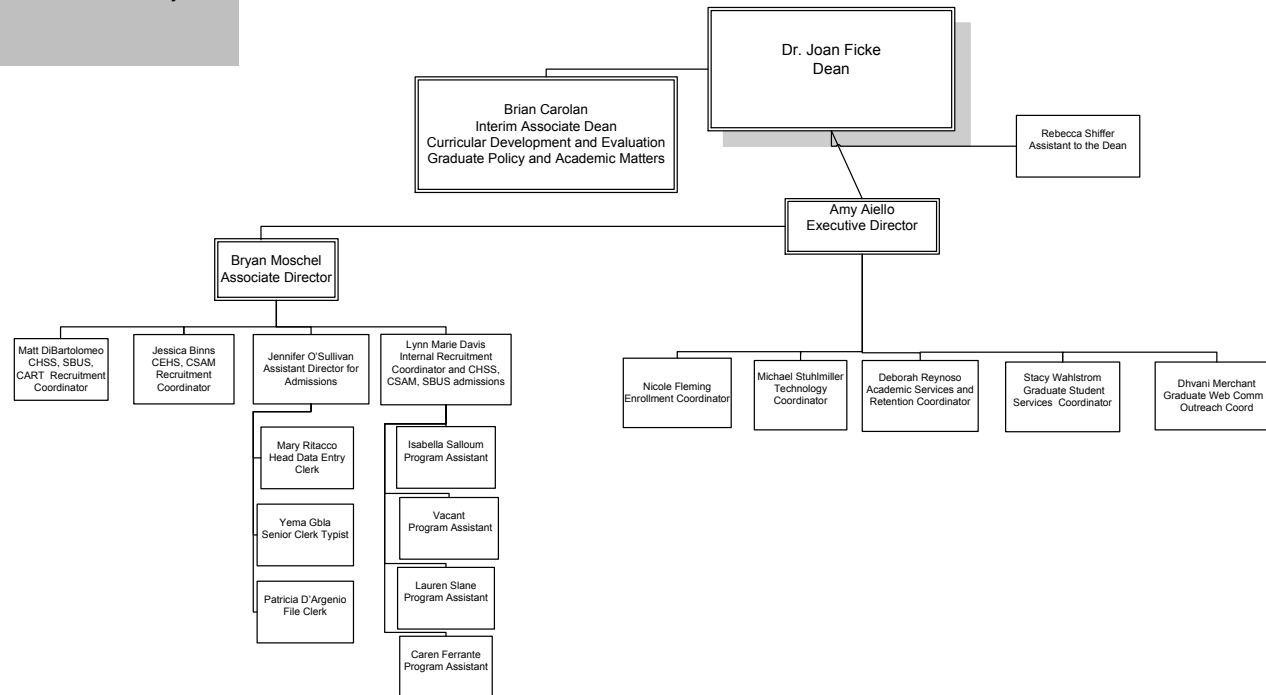 Dr. Joan Ficke
Dean
Brian Carolan
Interim Associate Dean
Curricular Development and Evaluation
Graduate Policy and Academic Matters
Rebecca Shiffer
Assistant to the Dean
Amy Aiello
Executive Director
Bryan Moschel
Associate Director
Matt DiBartolomeo
CHSS, SBUS,
CART Recruitment
Coordinator
Jessica Binns
CEHS, CSAM
Recruitment
Coordinator
Jennifer O’Sullivan
Assistant Director for
Admissions
Lynn Marie Davis
Internal Recruitment
Coordinator and CHSS,
CSAM, SBUS admissions
Nicole Fleming
Enrollment Coordinator
Michael Stuhlmiller
Technology
Coordinator
Deborah Reynoso
Academic Services and
Retention Coordinator
Stacy Wahlstrom
Graduate Student
Services Coordinator
Dhvani Merchant
Graduate Web Comm
Outreach Coord
Mary Ritacco
Head Data Entry
Clerk
Yema Gbla
Senior Clerk Typist
Patricia D’Argenio
File Clerk
Isabella Salloum
Program Assistant
Vacant
Program Assistant
Lauren Slane
Program Assistant
Caren Ferrante
Program Assistant